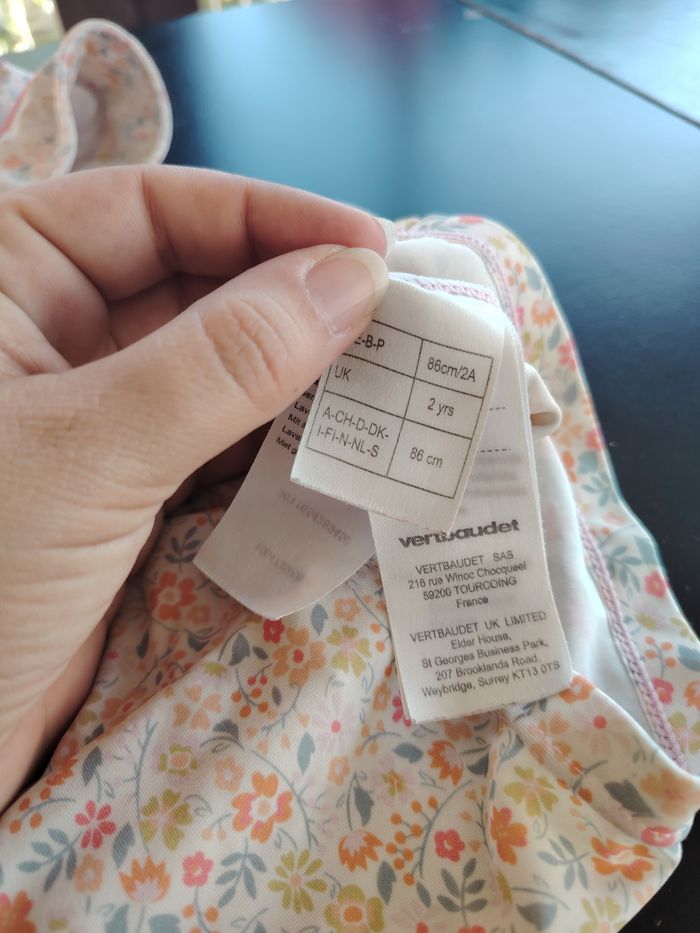 E-B-P 86cm/2A
UK 2 yrs
A-CH-D-DK-
I-FI-N-NL-S 86 cm
vertbaudet
VERTBAUDET SAS
216 rue Winoc Chocqueel
59200 TOURCOING
France
VERTBAUDET UK LIMITED
Elder House,
St Georges Business Park,
207 Brooklands Road,
Weybridge, Surrey KT13 0TS